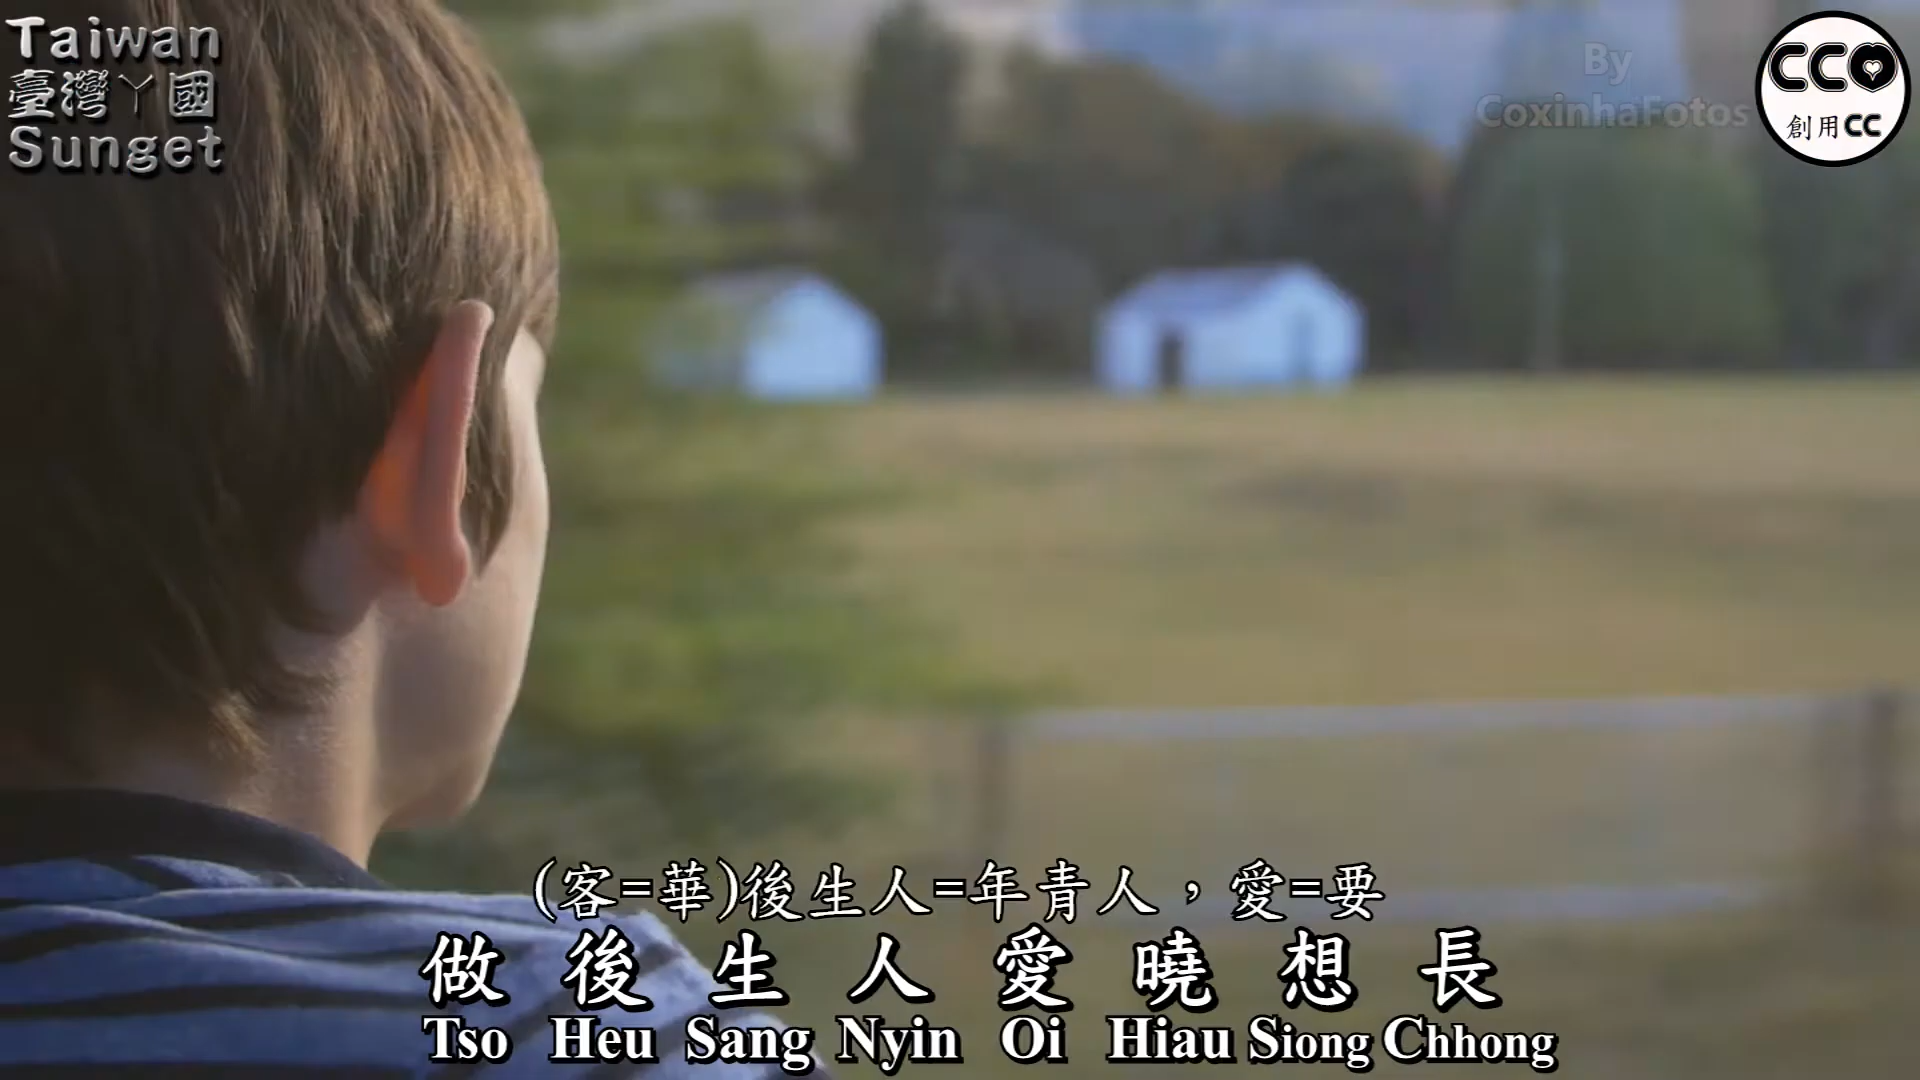 Taiwan
臺灣ㄚ國
Sunget
By
CoxinhaFotos
CC0
創用CC
(客=華)後生人=年青人，愛=要
做後生人愛曉想長
Tso Heu Sang Nyin Oi Hiau Siong Chhong